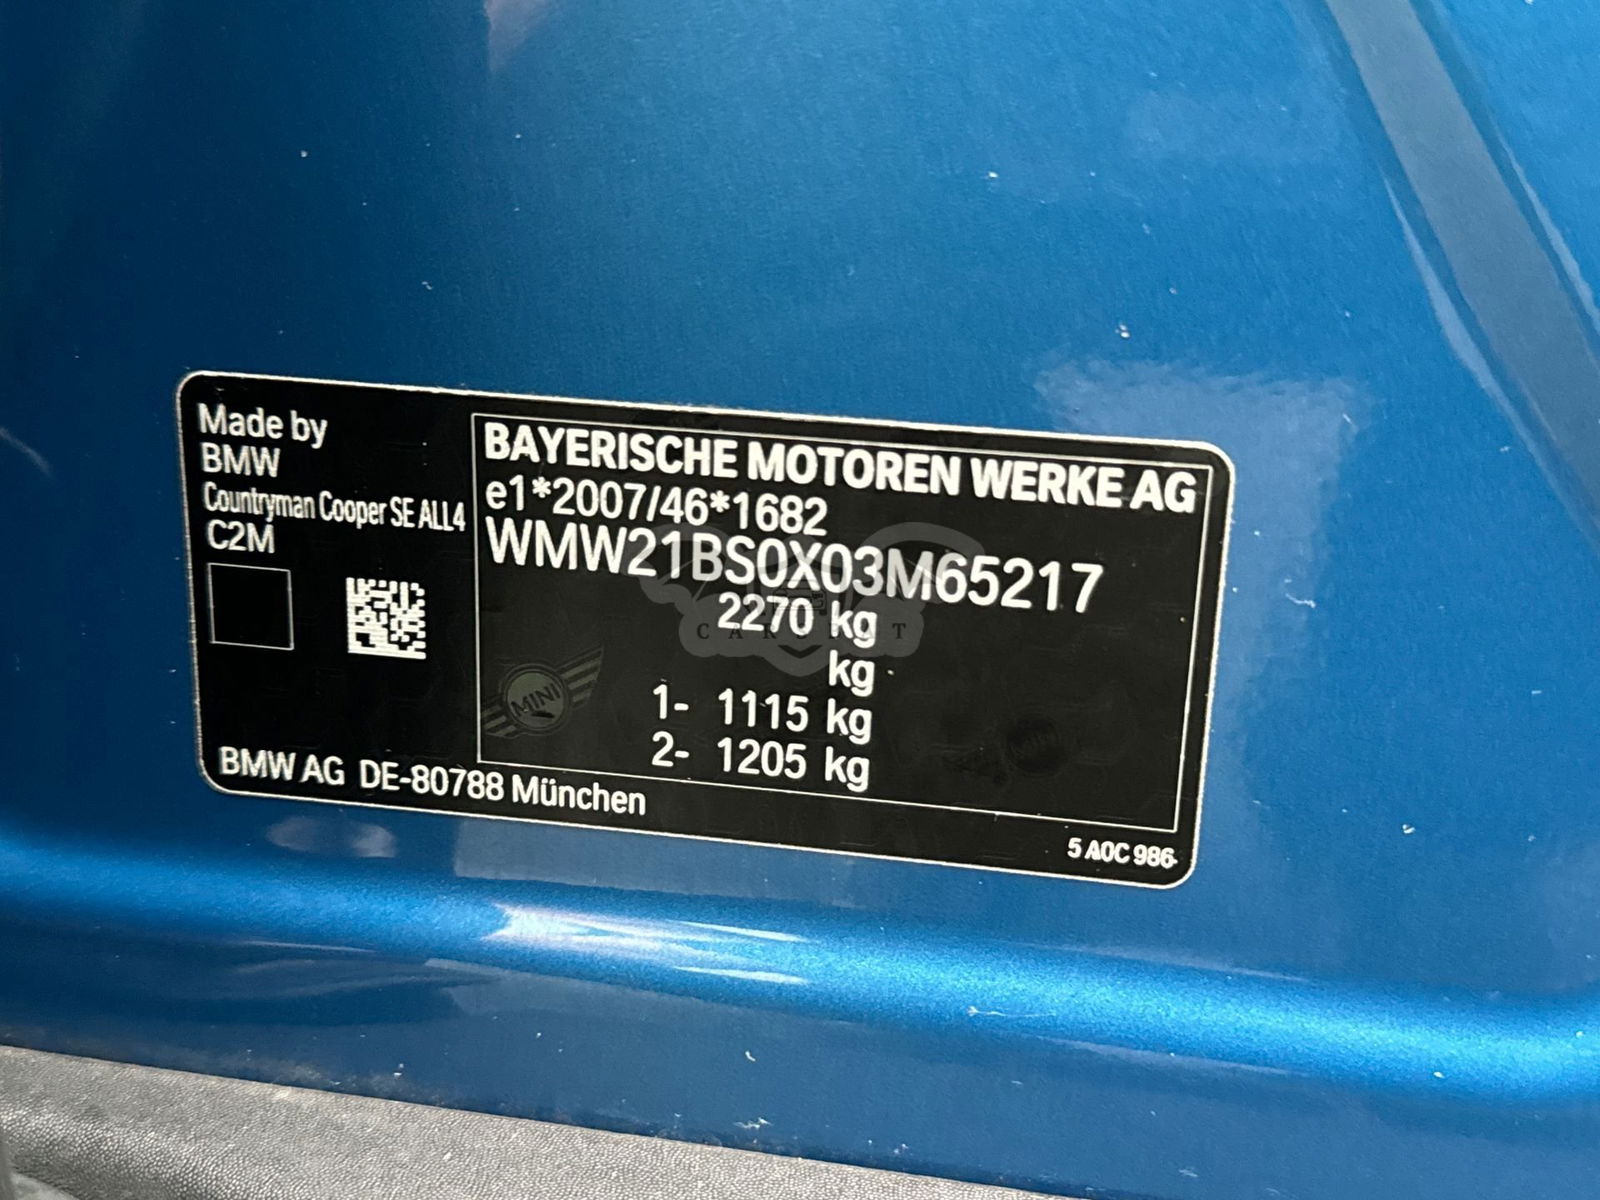 Made by
BMW
Countryman Cooper SE ALL4
C2M
BAYERISCHE MOTOREN WERKE AG
e1*2007/46*1682
WMW21BS0X03M65217
2270 kg
kg
1- 1115 kg
2- 1205 kg
MINI
BMW AG DE-80788 München
5 A0C 986